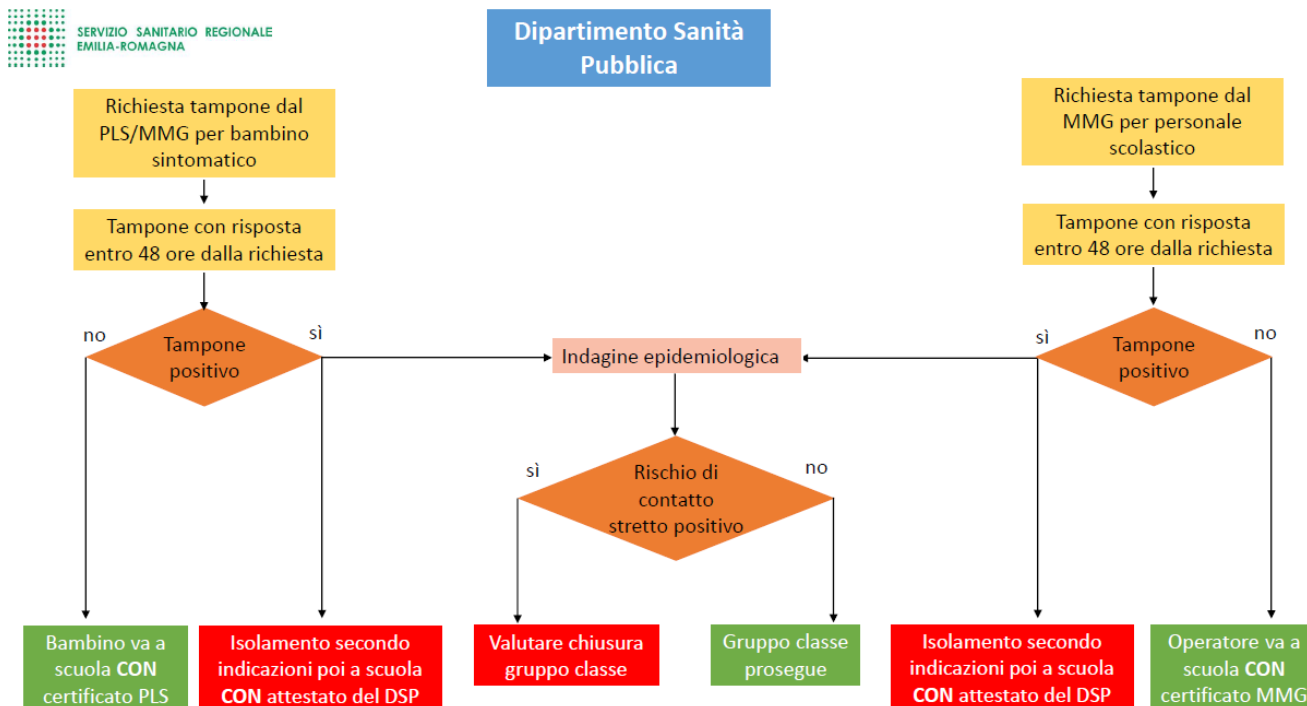 SERVIZIO SANITARIO REGIONALE
EMILIA-ROMAGNA
Dipartimento Sanità
Pubblica
Richiesta tampone dal
PLS/MMG per bambino
sintomatico
Richiesta tampone dal
MMG per personale
scolastico
Tampone con risposta
entro 48 ore dalla richiesta
Tampone con risposta
entro 48 ore dalla richiesta
no
Tampone
positivo
sì
Indagine epidemiologica
sì
Tampone
positivo
no
sì
Rischio di
contatto
stretto positivo
no
Bambino va a
scuola CON
certificato PLS
Isolamento secondo
indicazioni poi a scuola
CON attestato del DSP
Valutare chiusura
gruppo classe
Gruppo classe
prosegue
Isolamento secondo
indicazioni poi a scuola
CON attestato del DSP
Operatore va a
scuola CON
certificato MMG